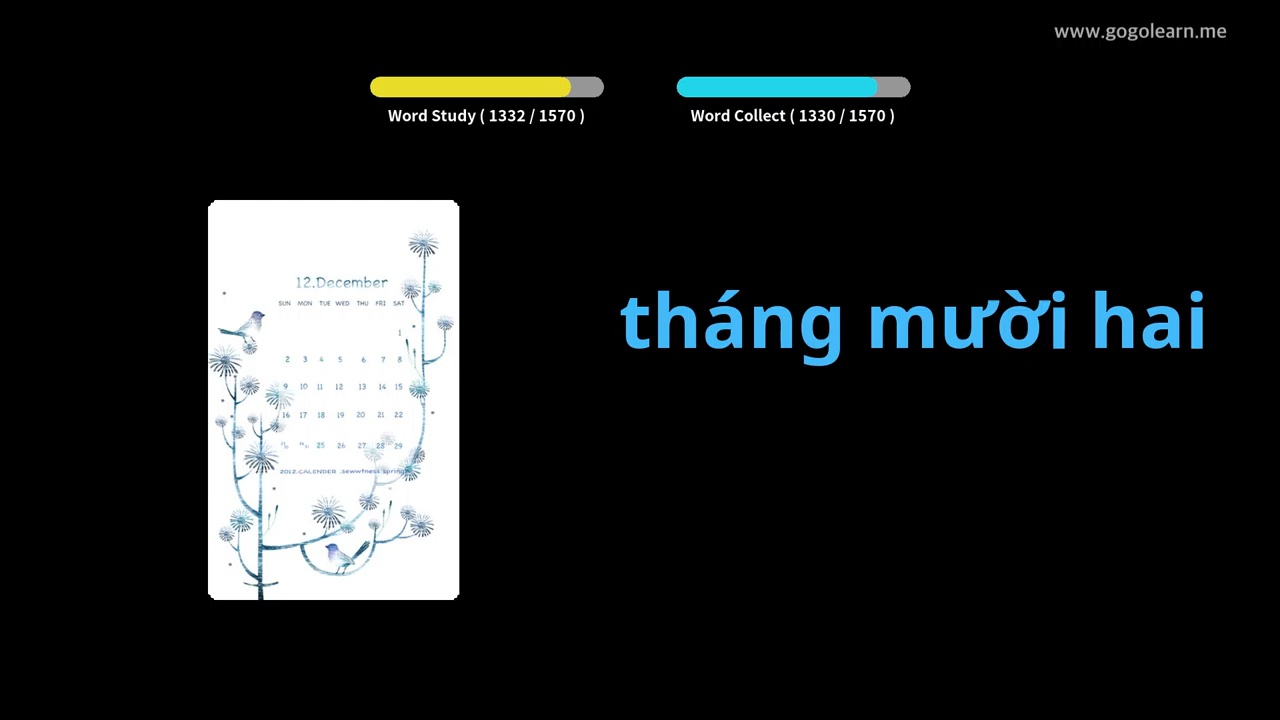 www.gogolearn.me
Word Study ( 1332 / 1570 )
Word Collect ( 1330 / 1570 )
tháng mười hai
12.December
SUN MON TUE WED THU FRI SAT
1
2 3 4 5 6 7 8
9 10 11 12 13 14 15
16 17 18 19 20 21 22
25 26 27 28 29
2012.CALENDER .sewwtness spring